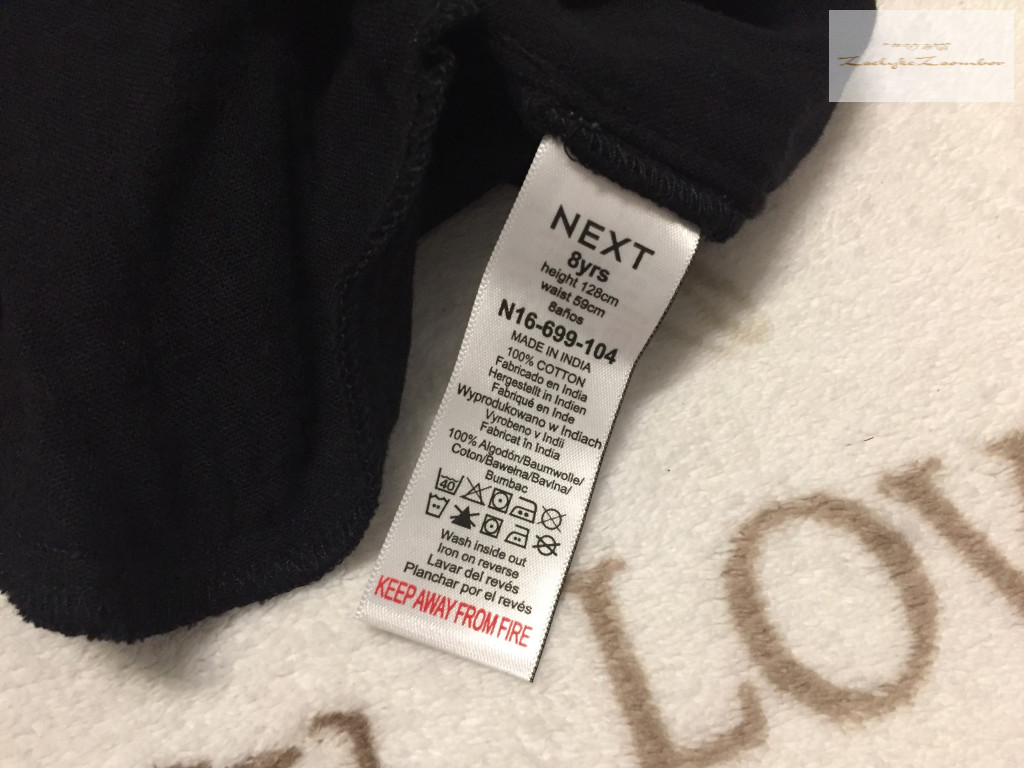 NEXT
8yrs
height 128cm
waist 59cm
8años
N16-699-104
MADE IN INDIA
100% COTTON
Fabricado en India
Hergestellt in Indien
Fabriqué en Inde
Wyprodukowano w Indiach
Vyrobeno v Indii
Fabricat în India
100% Algodón/Baumwolle/
Coton/Bawełna/Bavlna/
Bumbac
40
Wash inside out
Iron on reverse
Lavar del revés
Planchar por el revés
KEEP AWAY FROM FIRE
LOV